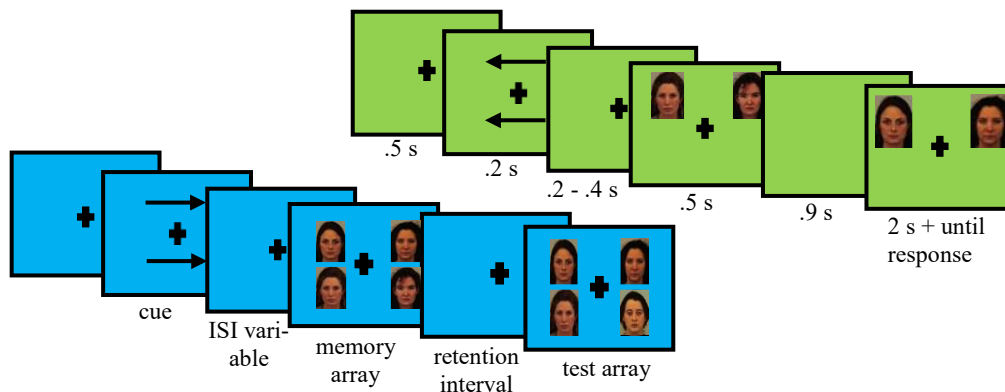 .5 s
.2 s
.2 - .4 s
.5 s
.9 s
2 s + until
response
cue
ISI vari-
able
memory
array
retention
interval
test array